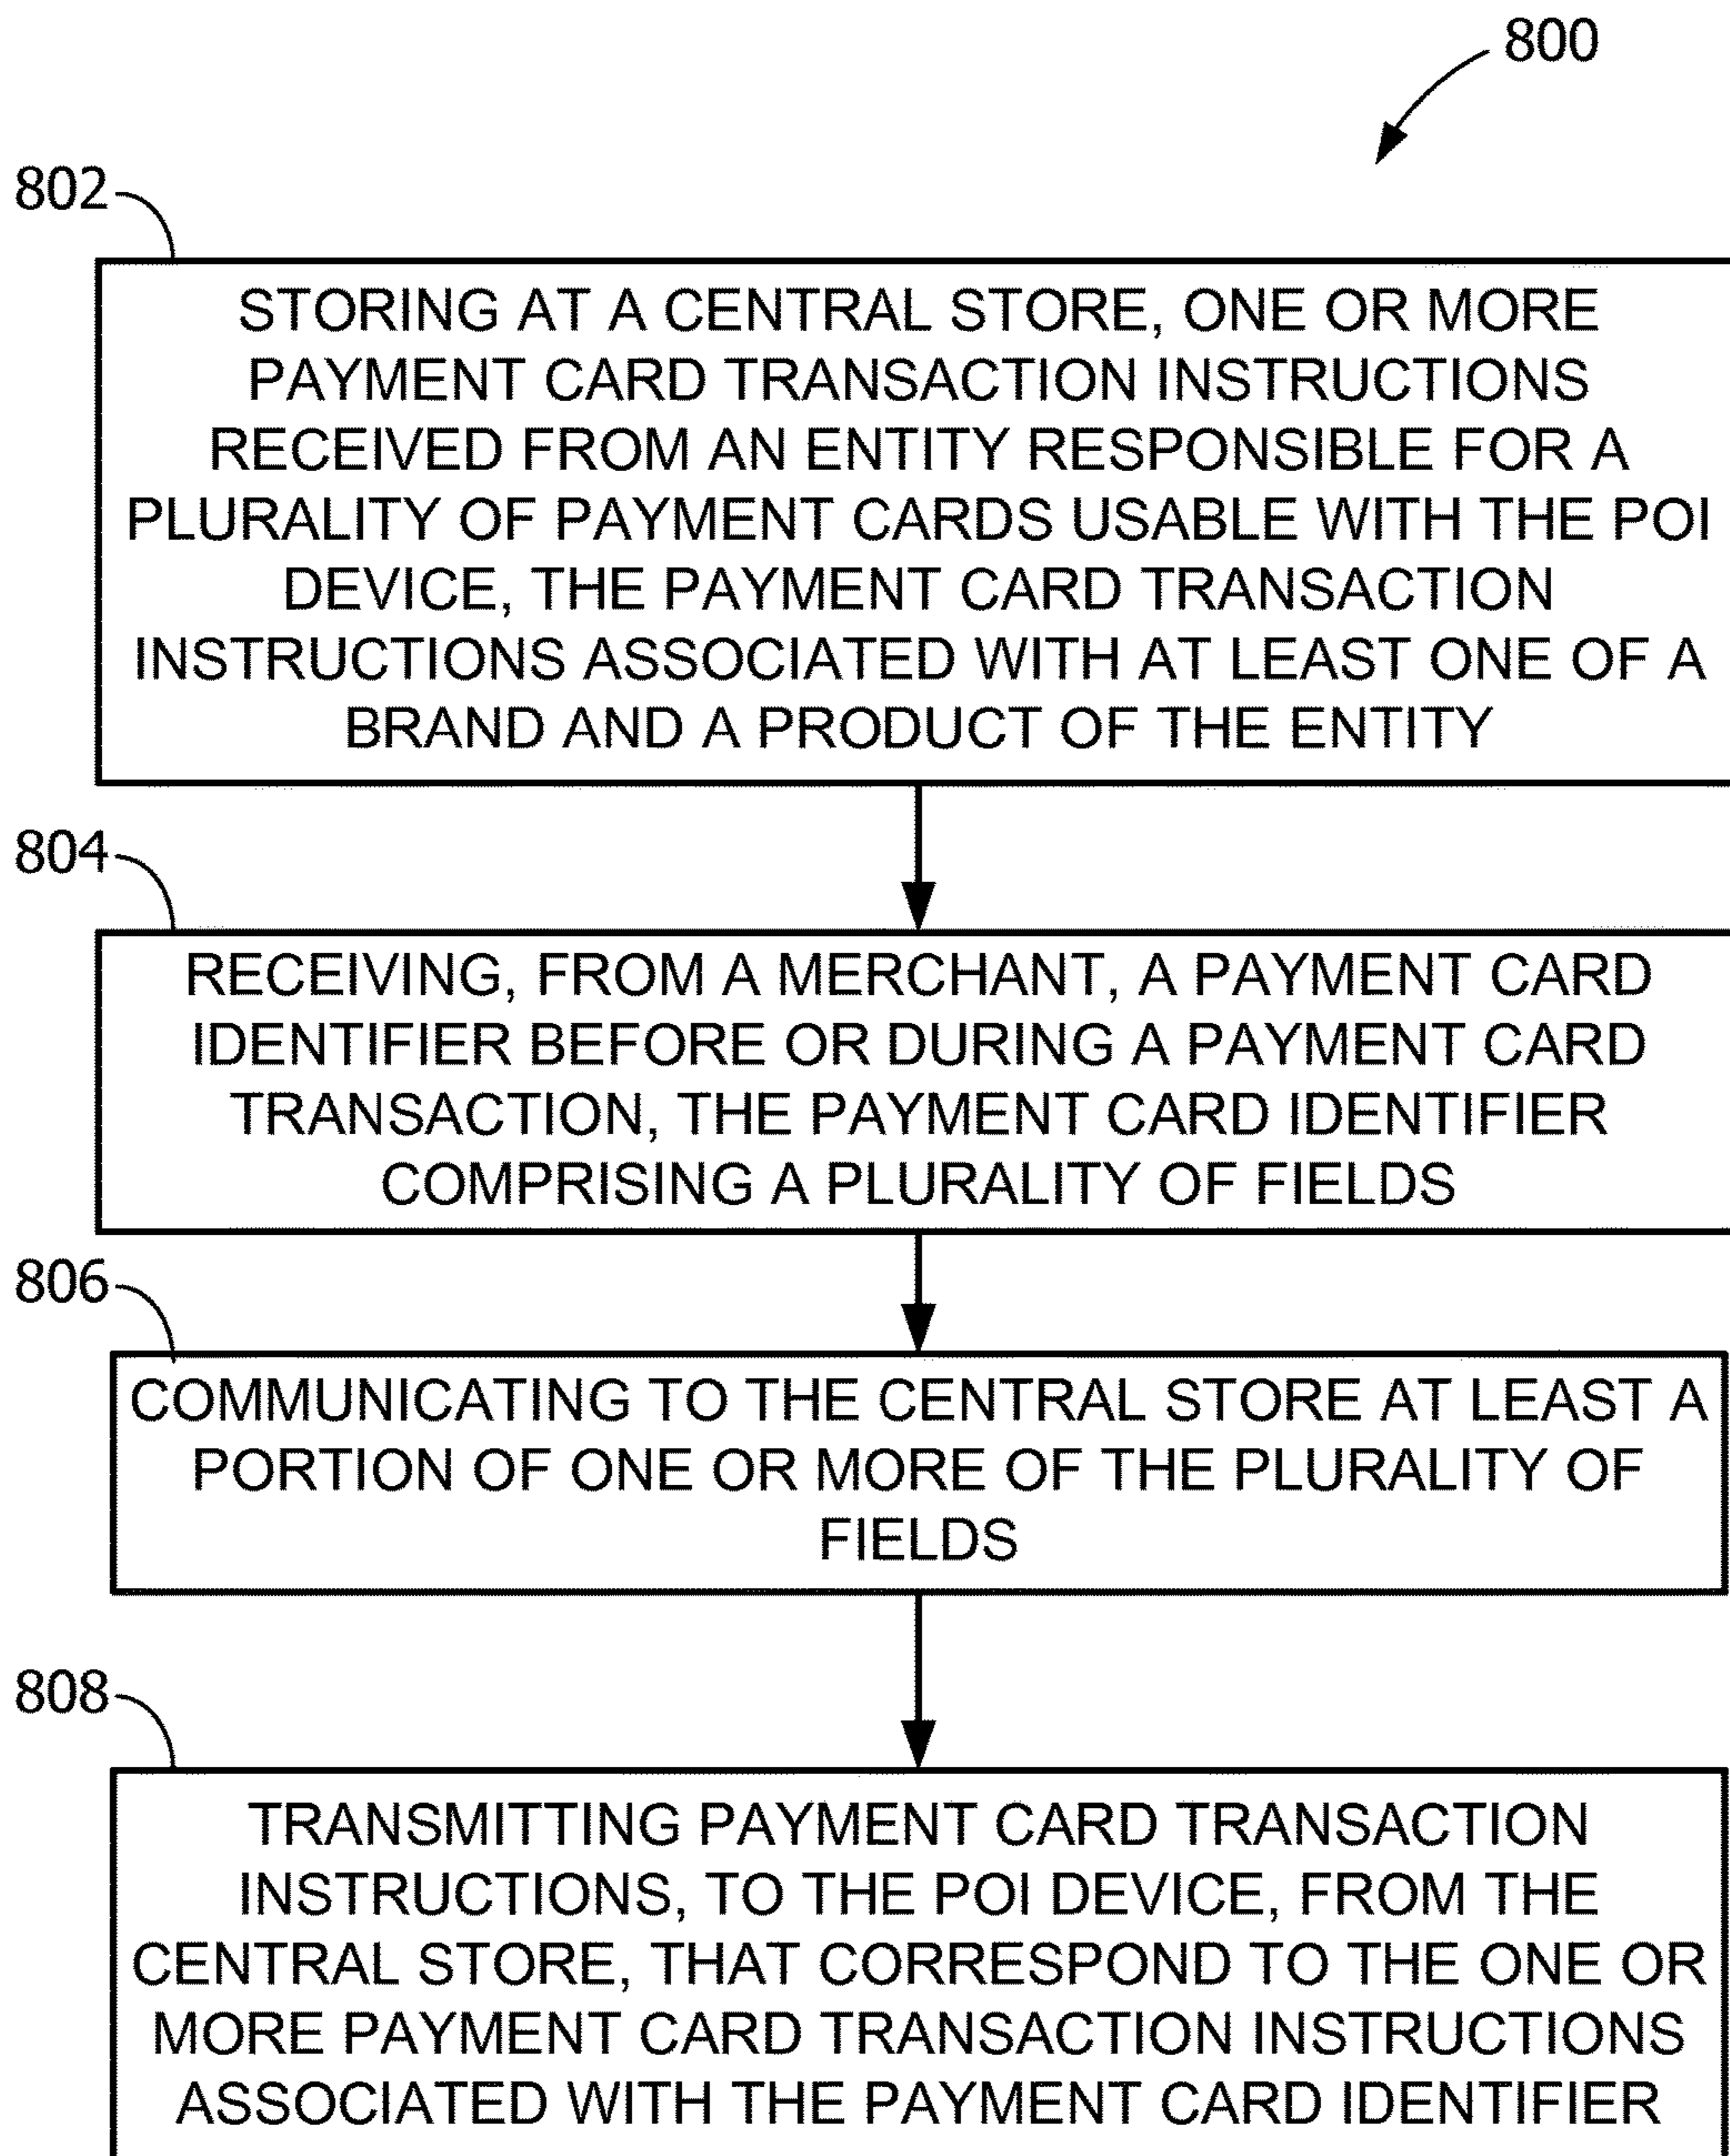 800
802
STORING AT A CENTRAL STORE, ONE OR MORE
PAYMENT CARD TRANSACTION INSTRUCTIONS
RECEIVED FROM AN ENTITY RESPONSIBLE FOR A
PLURALITY OF PAYMENT CARDS USABLE WITH THE POI
DEVICE, THE PAYMENT CARD TRANSACTION
INSTRUCTIONS ASSOCIATED WITH AT LEAST ONE OF A
BRAND AND A PRODUCT OF THE ENTITY
804
RECEIVING, FROM A MERCHANT, A PAYMENT CARD
IDENTIFIER BEFORE OR DURING A PAYMENT CARD
TRANSACTION, THE PAYMENT CARD IDENTIFIER
COMPRISING A PLURALITY OF FIELDS
806
COMMUNICATING TO THE CENTRAL STORE AT LEAST A
PORTION OF ONE OR MORE OF THE PLURALITY OF
FIELDS
808
TRANSMITTING PAYMENT CARD TRANSACTION
INSTRUCTIONS, TO THE POI DEVICE, FROM THE
CENTRAL STORE, THAT CORRESPOND TO THE ONE OR
MORE PAYMENT CARD TRANSACTION INSTRUCTIONS
ASSOCIATED WITH THE PAYMENT CARD IDENTIFIER